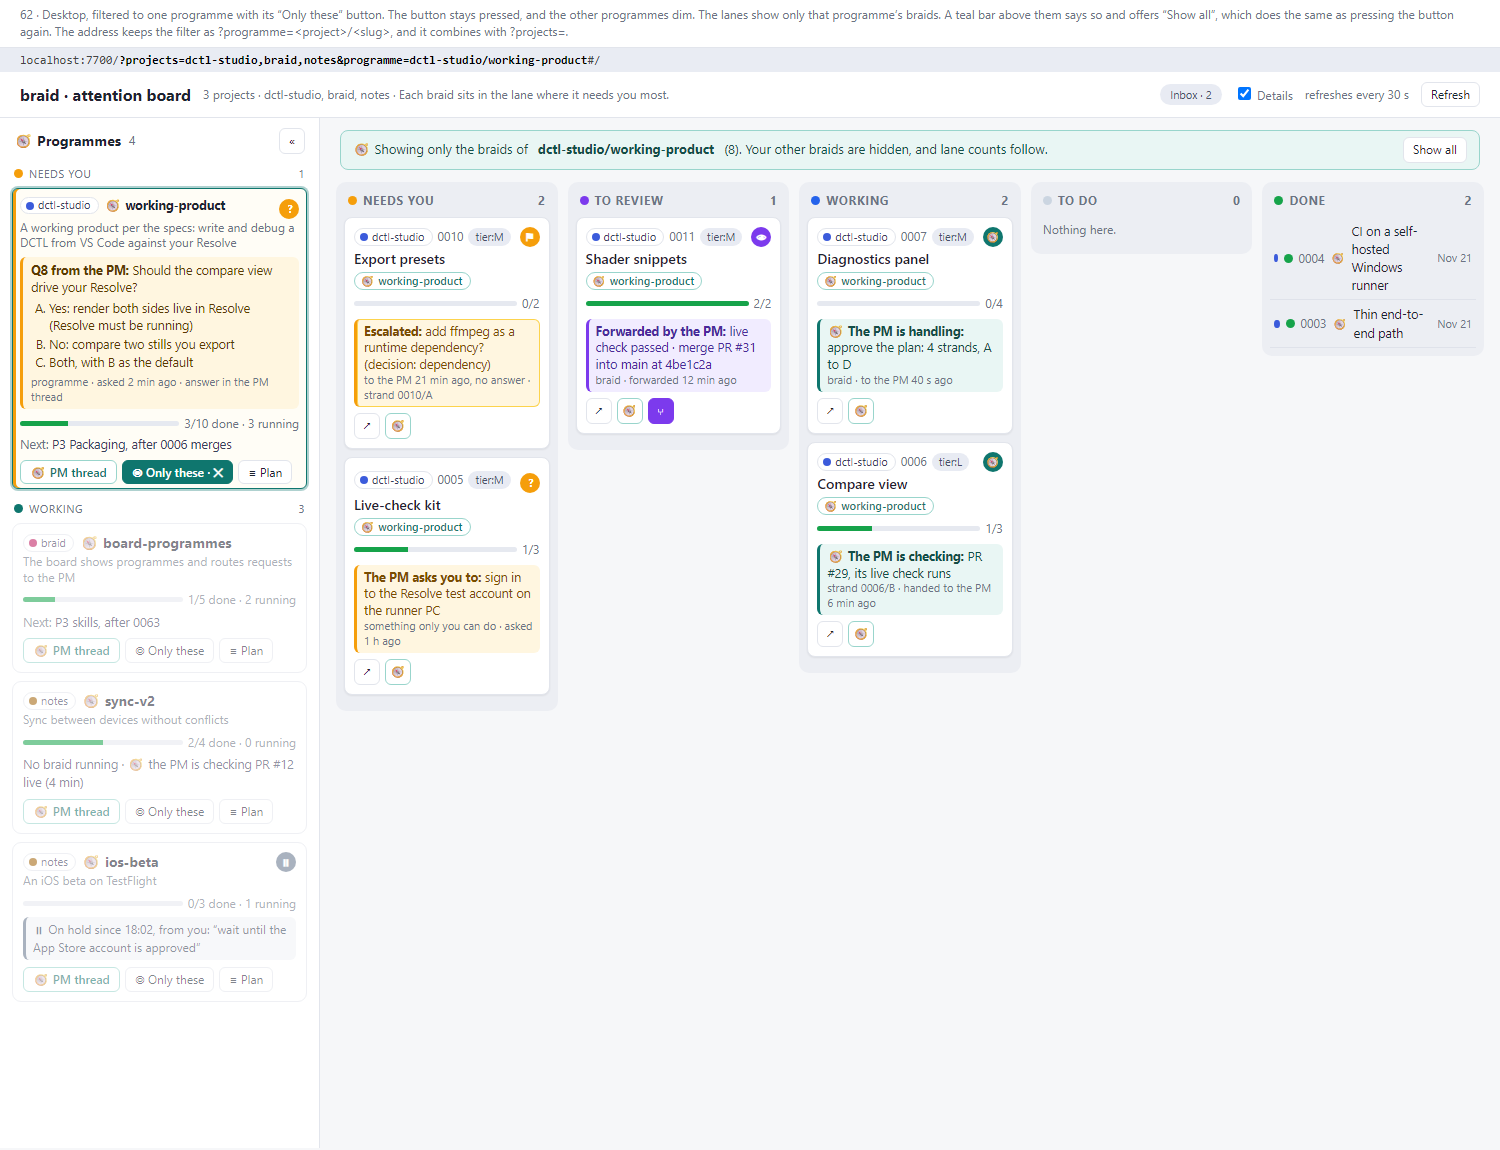 62 · Desktop, filtered to one programme with its “Only these” button. The button stays pressed, and the other programmes dim. The lanes show only that programme’s braids. A teal bar above them says so and offers “Show all”, which does the same as pressing the button
again. The address keeps the filter as ?programme=<project>/<slug>, and it combines with ?projects=.
localhost:7700/?projects=dctl-studio,braid,notes&programme=dctl-studio/working-product#/
braid · attention board 3 projects · dctl-studio, braid, notes · Each braid sits in the lane where it needs you most. Inbox · 2 Details refreshes every 30 s Refresh
Programmes 4 «
NEEDS YOU 1
dctl-studio working-product ?
A working product per the specs: write and debug a
DCTL from VS Code against your Resolve
Q8 from the PM: Should the compare view
drive your Resolve?
A. Yes: render both sides live in Resolve
(Resolve must be running)
B. No: compare two stills you export
C. Both, with B as the default
programme · asked 2 min ago · answer in the PM
thread
3/10 done · 3 running
Next: P3 Packaging, after 0006 merges
PM thread ◎ Only these · ✕ ≡ Plan
WORKING 3
braid board-programmes
The board shows programmes and routes requests
to the PM
1/5 done · 2 running
Next: P3 skills, after 0063
PM thread ◎ Only these ≡ Plan
notes sync-v2
Sync between devices without conflicts
2/4 done · 0 running
No braid running · the PM is checking PR #12
live (4 min)
PM thread ◎ Only these ≡ Plan
notes ios-beta
An iOS beta on TestFlight
0/3 done · 1 running
On hold since 18:02, from you: “wait until the
App Store account is approved”
PM thread ◎ Only these ≡ Plan
Showing only the braids of dctl-studio/working-product (8). Your other braids are hidden, and lane counts follow. Show all
NEEDS YOU 2
dctl-studio 0010 tier:M
Export presets
working-product
0/2
Escalated: add ffmpeg as a
runtime dependency?
(decision: dependency)
to the PM 21 min ago, no answer ·
strand 0010/A
↗
dctl-studio 0005 tier:M ?
Live-check kit
working-product
1/3
The PM asks you to: sign in
to the Resolve test account on
the runner PC
something only you can do · asked
1 h ago
↗
TO REVIEW 1
dctl-studio 0011 tier:M
Shader snippets
working-product
2/2
Forwarded by the PM: live
check passed · merge PR #31
into main at 4be1c2a
braid · forwarded 12 min ago
↗
WORKING 2
dctl-studio 0007 tier:M
Diagnostics panel
working-product
0/4
The PM is handling:
approve the plan: 4 strands, A
to D
braid · to the PM 40 s ago
↗
dctl-studio 0006 tier:L
Compare view
working-product
1/3
The PM is checking: PR
#29, its live check runs
strand 0006/B · handed to the PM
6 min ago
↗
TO DO 0
Nothing here.
DONE 2
0004 CI on a self-
hosted
Windows
runner Nov 21
0003 Thin end-to-
end path Nov 21